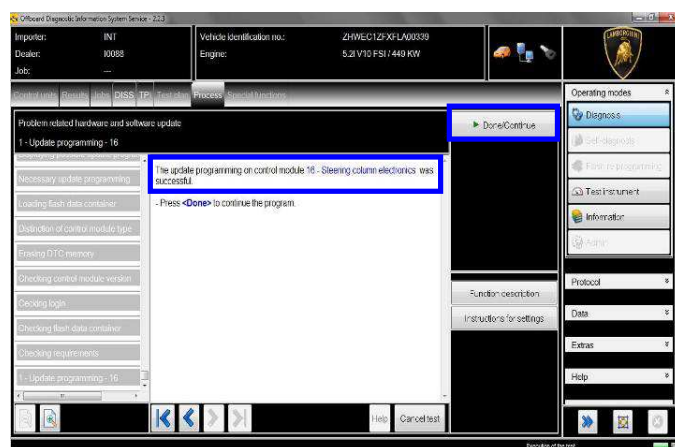 Offboard Diagnostic Information System Service - 2.2.3
Importer: INT
Dealer: I0088
Job: ---
Vehicle identification no.: ZHWEC1ZFXFLA00339
Engine: 5.2l V10 FSI / 449 KW
LAMBORGHINI
Control units Results Jobs DISS TPI Test plan Process Special functions
Problem related hardware and software update
1 - Update programming - 16
Done/Continue
Necessary update programming
Loading flash data container
Distinction of control module type
Erasing DTC memory
Checking control module version
Cecking login
Checking flash data container
Checking requirements
1 - Update programming - 16
The update programming on control module 16 - Steering column electronics was
successful.
- Press <Done> to continue the program.
Function description
Instructions for settings
Help
Cancel test
Operating modes
Diagnosis
Self-diagnosis
Flash re-programming
Test instrument
Information
Admin
Protocol
Data
Extras
Help
Execution of the test